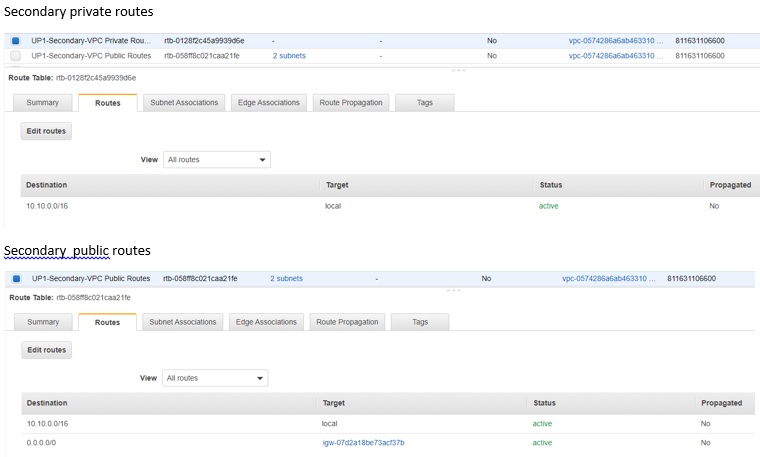 Secondary private routes
UP1-Secondary-VPC Private Rou... rtb-0128f2c45a9939d6e - - No vpc-0574286a6ab463310 ... 811631106600
UP1-Secondary-VPC Public Routes rtb-058ff8c021caa21fe 2 subnets - No vpc-0574286a6ab463310 ... 811631106600
Route Table: rtb-0128f2c45a9939d6e
Summary Routes Subnet Associations Edge Associations Route Propagation Tags
Edit routes
View All routes
Destination Target Status Propagated
10.10.0.0/16 local active No
Secondary public routes
UP1-Secondary-VPC Public Routes rtb-058ff8c021caa21fe 2 subnets - No vpc-0574286a6ab463310 ... 811631106600
Route Table: rtb-058ff8c021caa21fe
Summary Routes Subnet Associations Edge Associations Route Propagation Tags
Edit routes
View All routes
Destination Target Status Propagated
10.10.0.0/16 local active No
0.0.0.0/0 igw-07d2a18be73acf37b active No